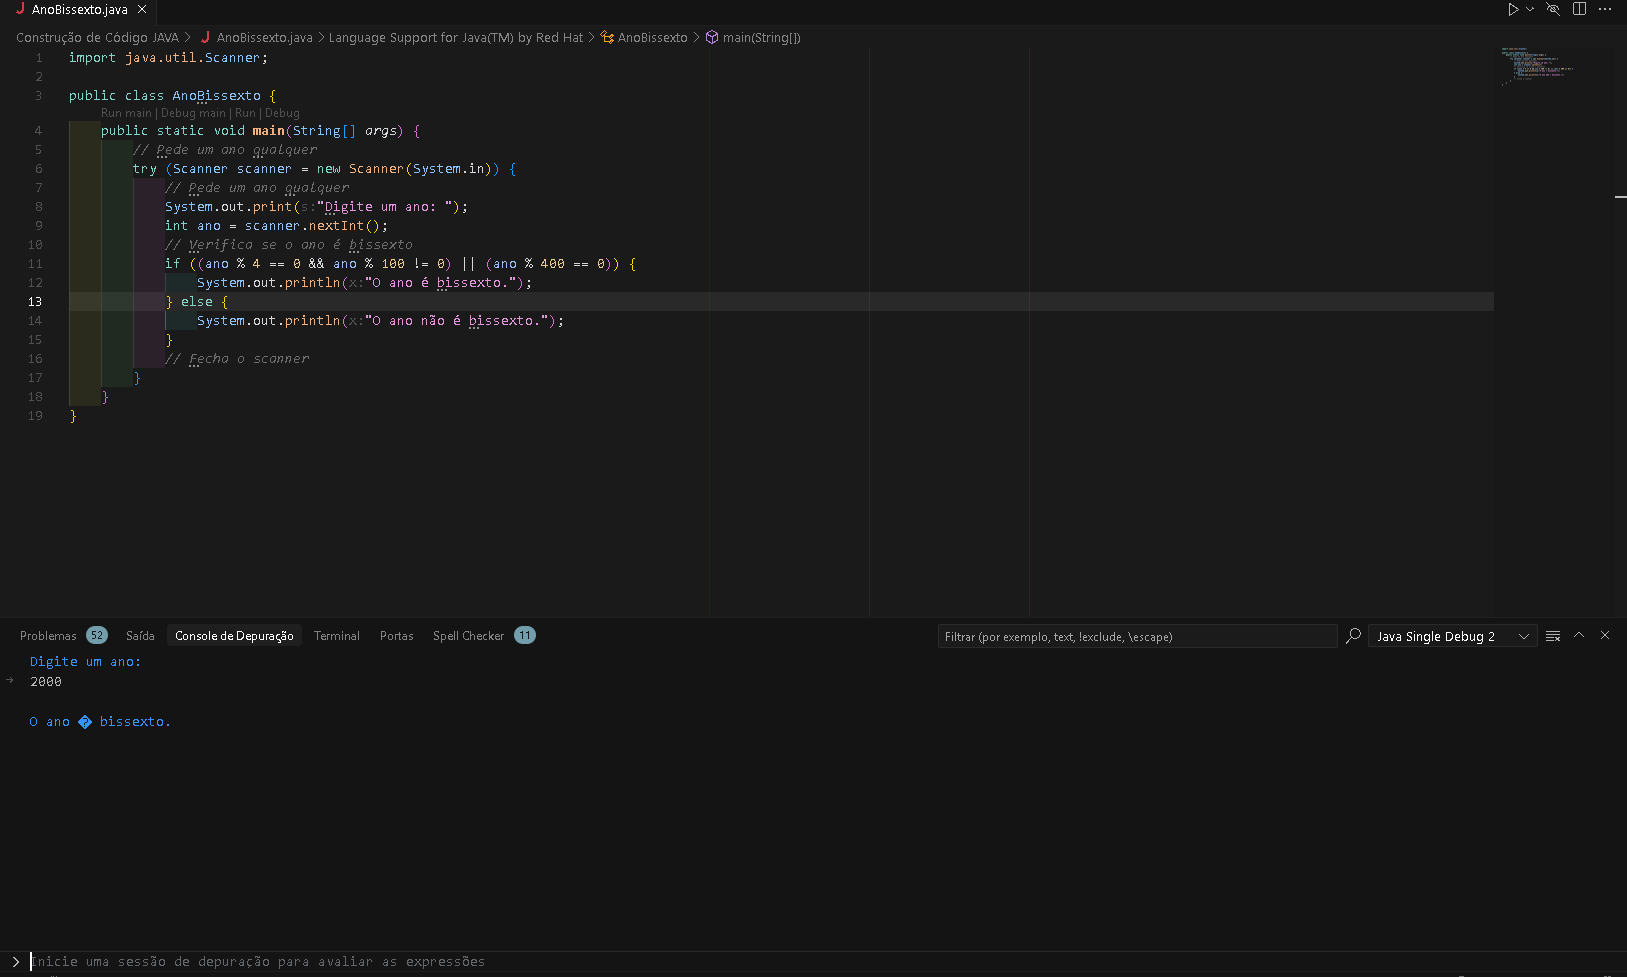 AnoBissexto.java
Construção de Código JAVA > AnoBissexto.java > Language Support for Java(TM) by Red Hat > AnoBissexto > main(String[])
1 import java.util.Scanner;
2
3 public class AnoBissexto {
Run main | Debug main | Run | Debug
4 public static void main(String[] args) {
5 // Pede um ano qualquer
6 try (Scanner scanner = new Scanner(System.in)) {
7 // Pede um ano qualquer
8 System.out.print(s:"Digite um ano: ");
9 int ano = scanner.nextInt();
10 // Verifica se o ano é bissexto
11 if ((ano % 4 == 0 && ano % 100 != 0) || (ano % 400 == 0)) {
12 System.out.println(x:"O ano é bissexto.");
13 } else {
14 System.out.println(x:"O ano não é bissexto.");
15 }
16 // Fecha o scanner
17 }
18 }
19 }
Problemas 52 Saída Console de Depuração Terminal Portas Spell Checker 11 Filtrar (por exemplo, text, !exclude, \escape) Java Single Debug 2
Digite um ano:
2000
O ano � bissexto.
Inicie uma sessão de depuração para avaliar as expressões